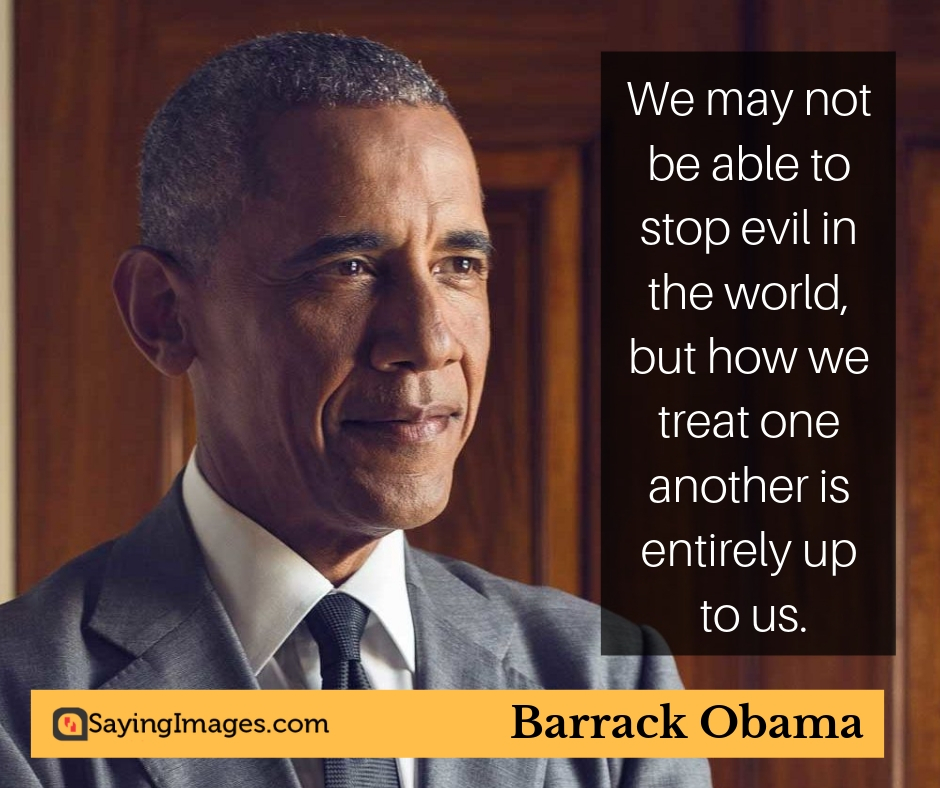 We may not
be able to
stop evil in
the world,
but how we
treat one
another is
entirely up
to us.
SayingImages.com
Barrack Obama